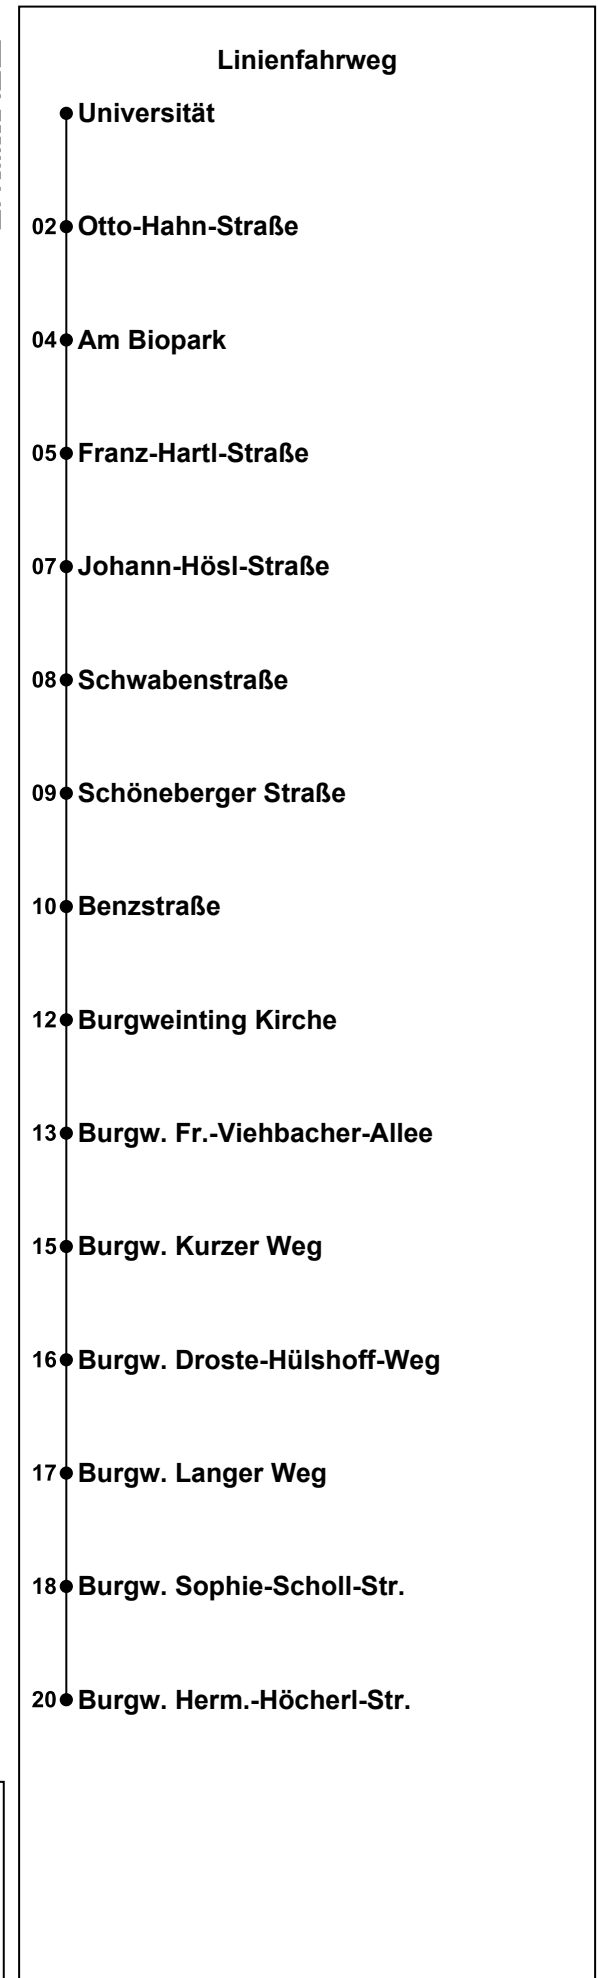 Linienfahrweg
Universität
02 Otto-Hahn-Straße
04 Am Biopark
05 Franz-Hartl-Straße
07 Johann-Hösl-Straße
08 Schwabenstraße
09 Schöneberger Straße
10 Benzstraße
12 Burgweinting Kirche
13 Burgw. Fr.-Viehbacher-Allee
15 Burgw. Kurzer Weg
16 Burgw. Droste-Hülshoff-Weg
17 Burgw. Langer Weg
18 Burgw. Sophie-Scholl-Str.
20 Burgw. Herm.-Höcherl-Str.